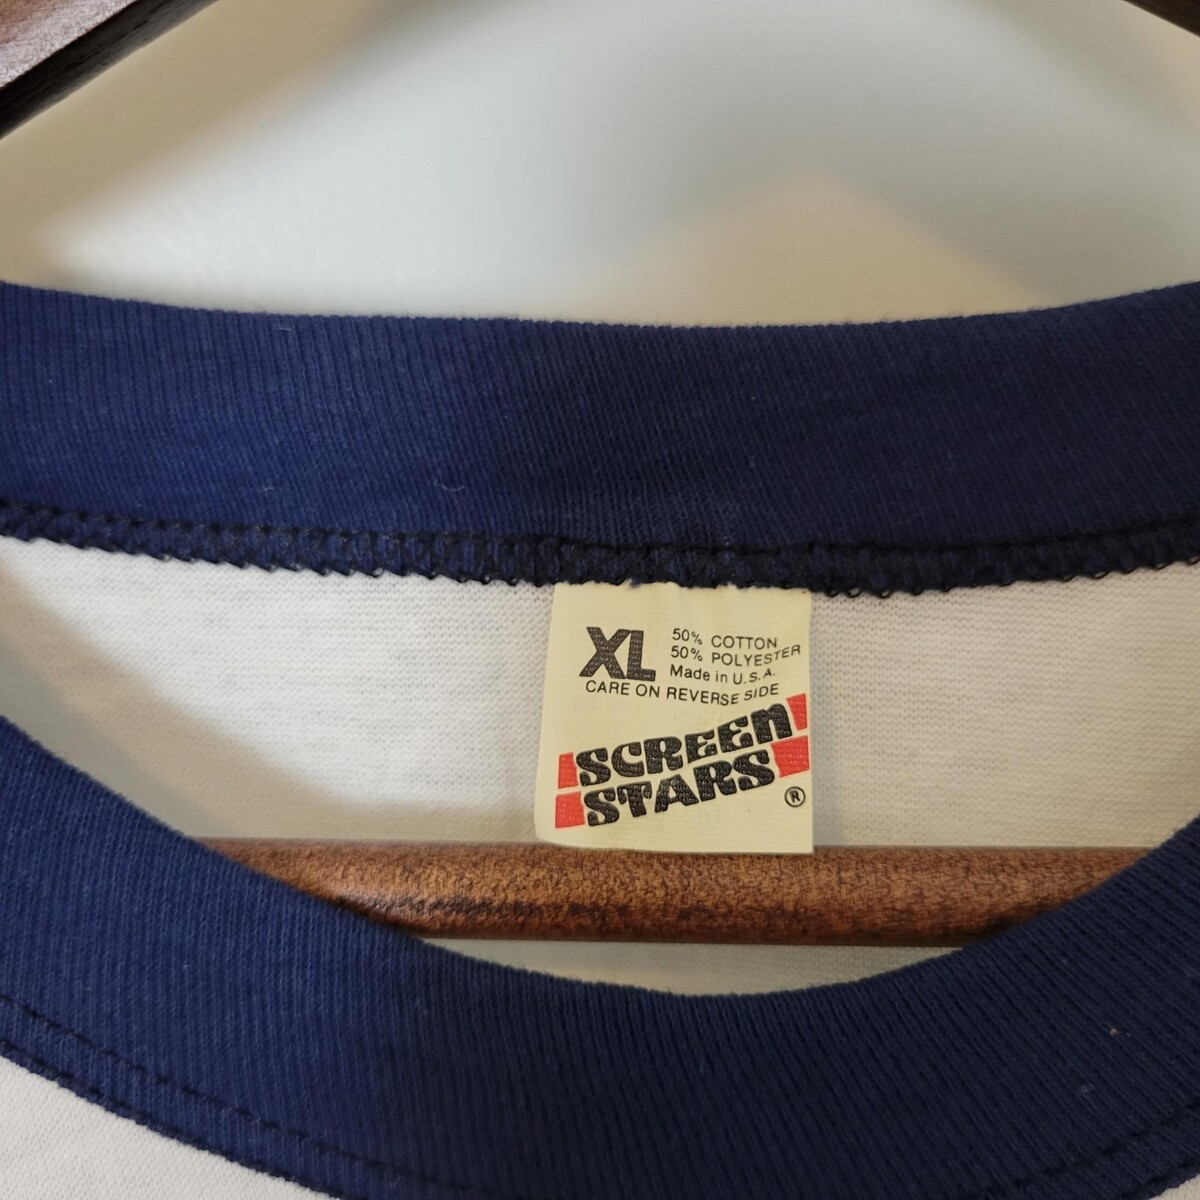 XL
50% COTTON
50% POLYESTER
Made in U.S.A.
CARE ON REVERSE SIDE
SCREEN
STARS
®